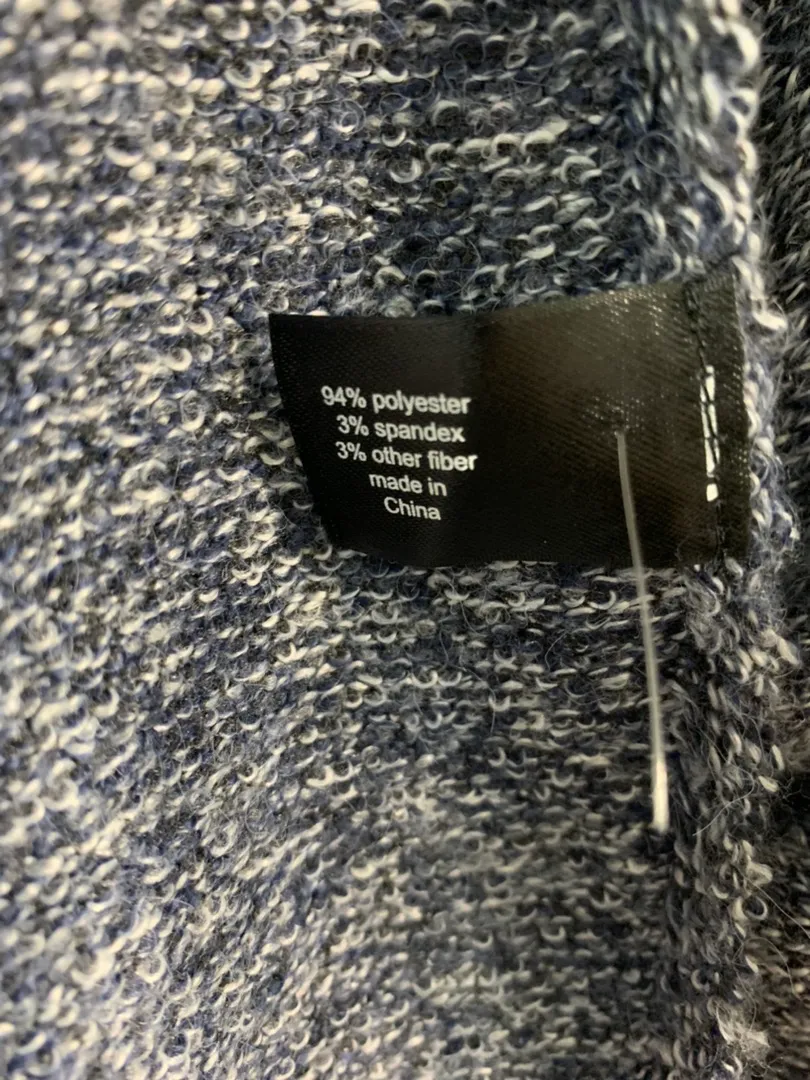 94% polyester
3% spandex
3% other fiber
made in
China